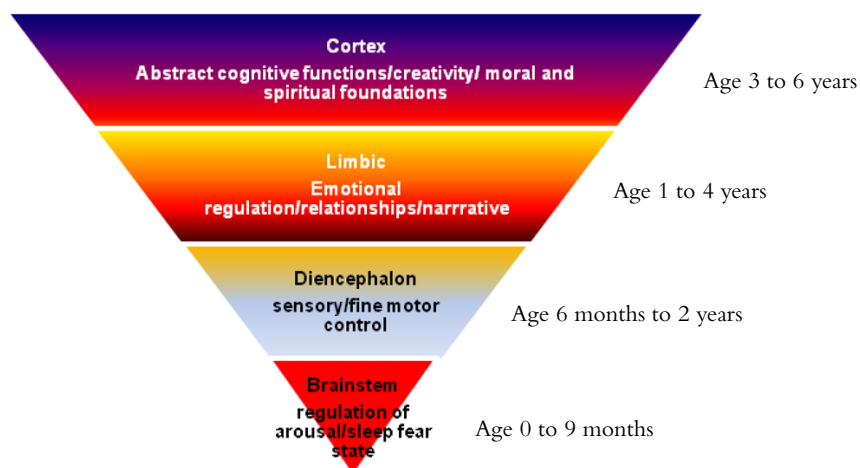 Cortex
Abstract cognitive functions/creativity/ moral and
spiritual foundations
Age 3 to 6 years
Limbic
Emotional
regulation/relationships/narrrative
Age 1 to 4 years
Diencephalon
sensory/fine motor
control
Age 6 months to 2 years
Brainstem
regulation of
arousal/sleep fear
state
Age 0 to 9 months